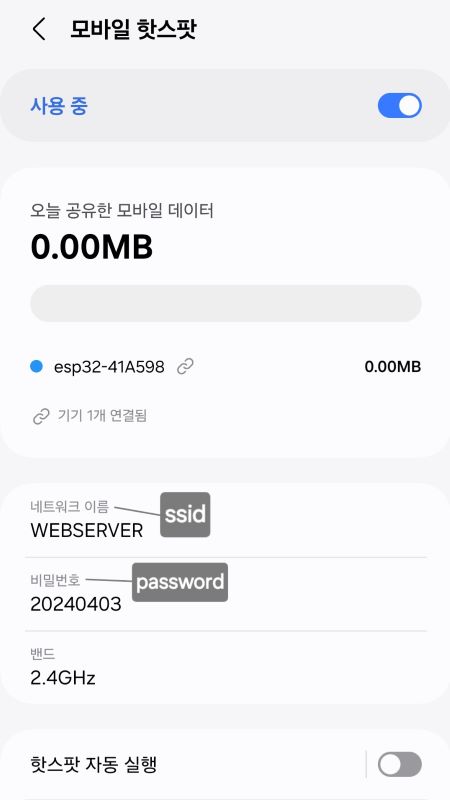 모바일 핫스팟
사용 중
오늘 공유한 모바일 데이터
0.00MB
esp32-41A598 0.00MB
기기 1개 연결됨
네트워크 이름 ssid
WEBSERVER
비밀번호 password
20240403
밴드
2.4GHz
핫스팟 자동 실행